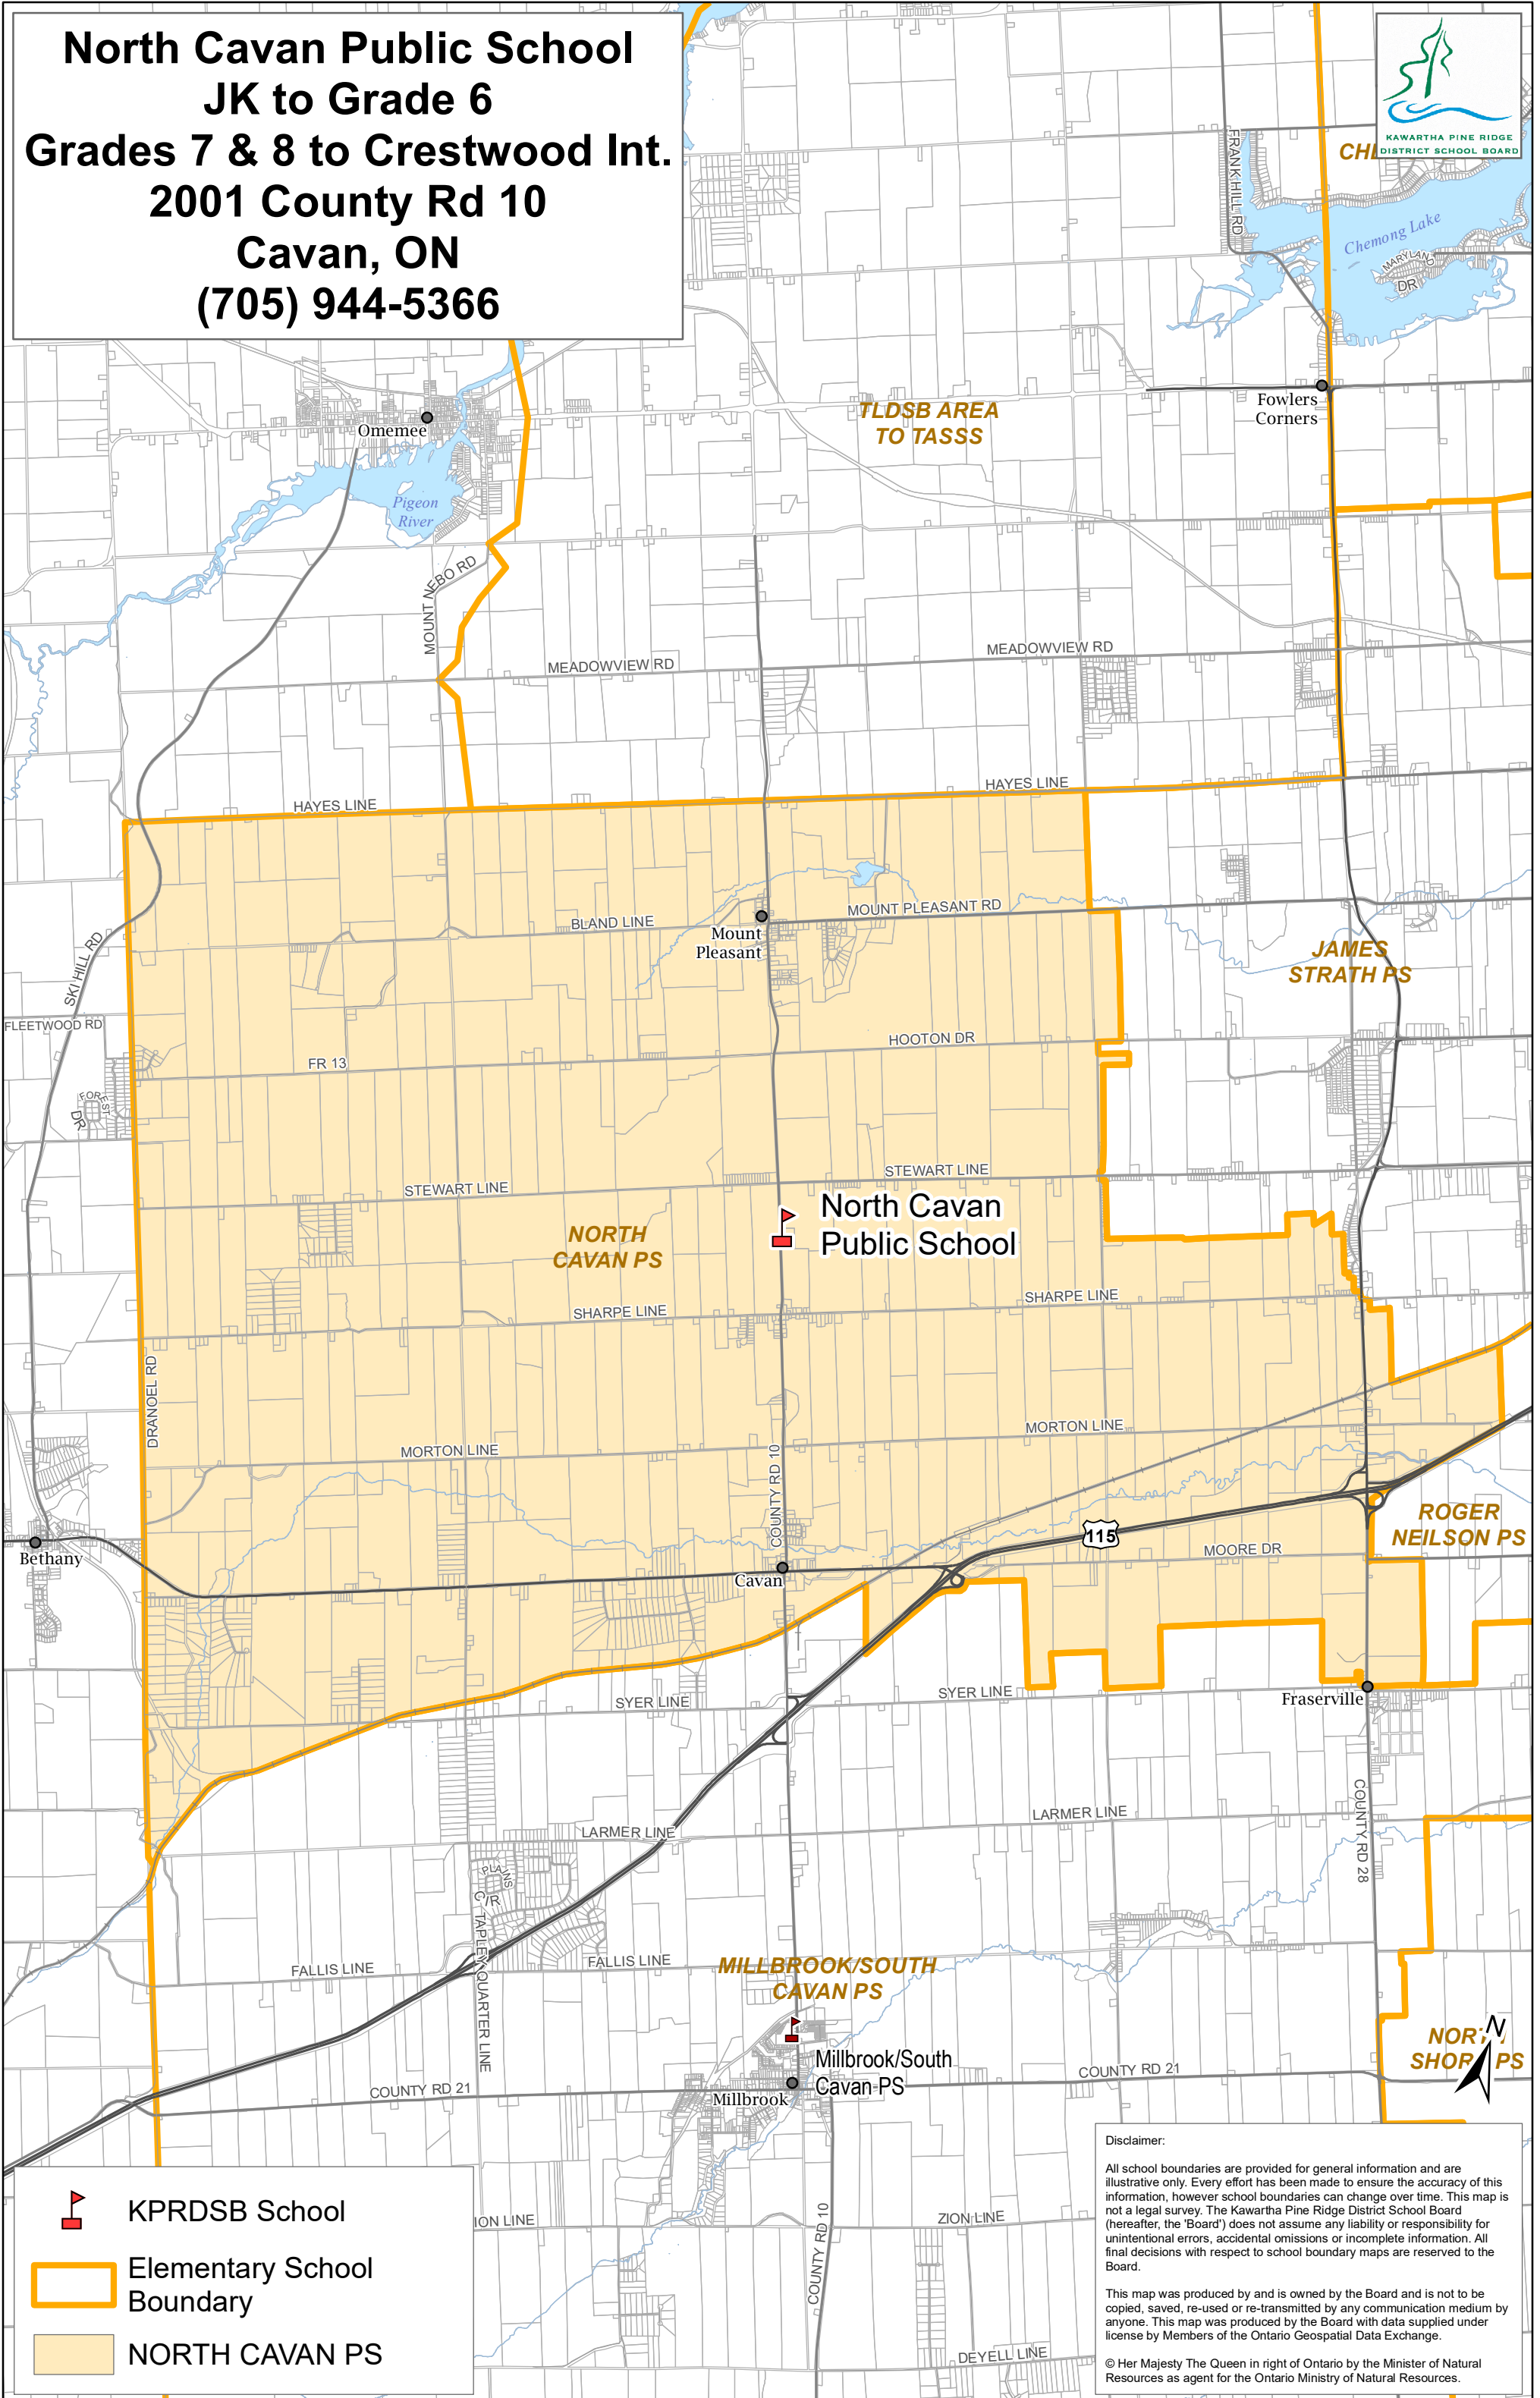 North Cavan Public School
JK to Grade 6
Grades 7 & 8 to Crestwood Int.
2001 County Rd 10
Cavan, ON
(705) 944-5366
KAWARTHA PINE RIDGE
DISTRICT SCHOOL BOARD
FRANK HILL RD
Chemong Lake
MARYLAND
DR
Fowlers
Corners
TLDSB AREA
TO TASSS
Omemee
Pigeon
River
MOUNT NEBO RD
MEADOWVIEW RD
MEADOWVIEW RD
HAYES LINE
HAYES LINE
BLAND LINE
MOUNT PLEASANT RD
Mount
Pleasant
JAMES
STRATH PS
SKI HILL RD
FLEETWOOD RD
FR 13
HOOTON DR
FOREST
DR
STEWART LINE
STEWART LINE
North Cavan
Public School
NORTH
CAVAN PS
SHARPE LINE
SHARPE LINE
DRANOEL RD
MORTON LINE
MORTON LINE
COUNTY RD 10
115
ROGER
NEILSON PS
MOORE DR
Bethany
Cavan
SYER LINE
SYER LINE
Fraserville
COUNTY RD 28
LARMER LINE
LARMER LINE
PLAINS
C/R
TAPLEY QUARTER LINE
FALLIS LINE
FALLIS LINE
MILLBROOK/SOUTH
CAVAN PS
Millbrook/South
Cavan PS
Millbrook
COUNTY RD 21
COUNTY RD 21
N
PS
ION LINE
ZION LINE
COUNTY RD 10
DEYELL LINE
KPRDSB School
Elementary School
Boundary
NORTH CAVAN PS
Disclaimer:
All school boundaries are provided for general information and are
illustrative only. Every effort has been made to ensure the accuracy of this
information, however school boundaries can change over time. This map is
not a legal survey. The Kawartha Pine Ridge District School Board
(hereafter, the 'Board') does not assume any liability or responsibility for
unintentional errors, accidental omissions or incomplete information. All
final decisions with respect to school boundary maps are reserved to the
Board.
This map was produced by and is owned by the Board and is not to be
copied, saved, re-used or re-transmitted by any communication medium by
anyone. This map was produced by the Board with data supplied under
license by Members of the Ontario Geospatial Data Exchange.
© Her Majesty The Queen in right of Ontario by the Minister of Natural
Resources as agent for the Ontario Ministry of Natural Resources.